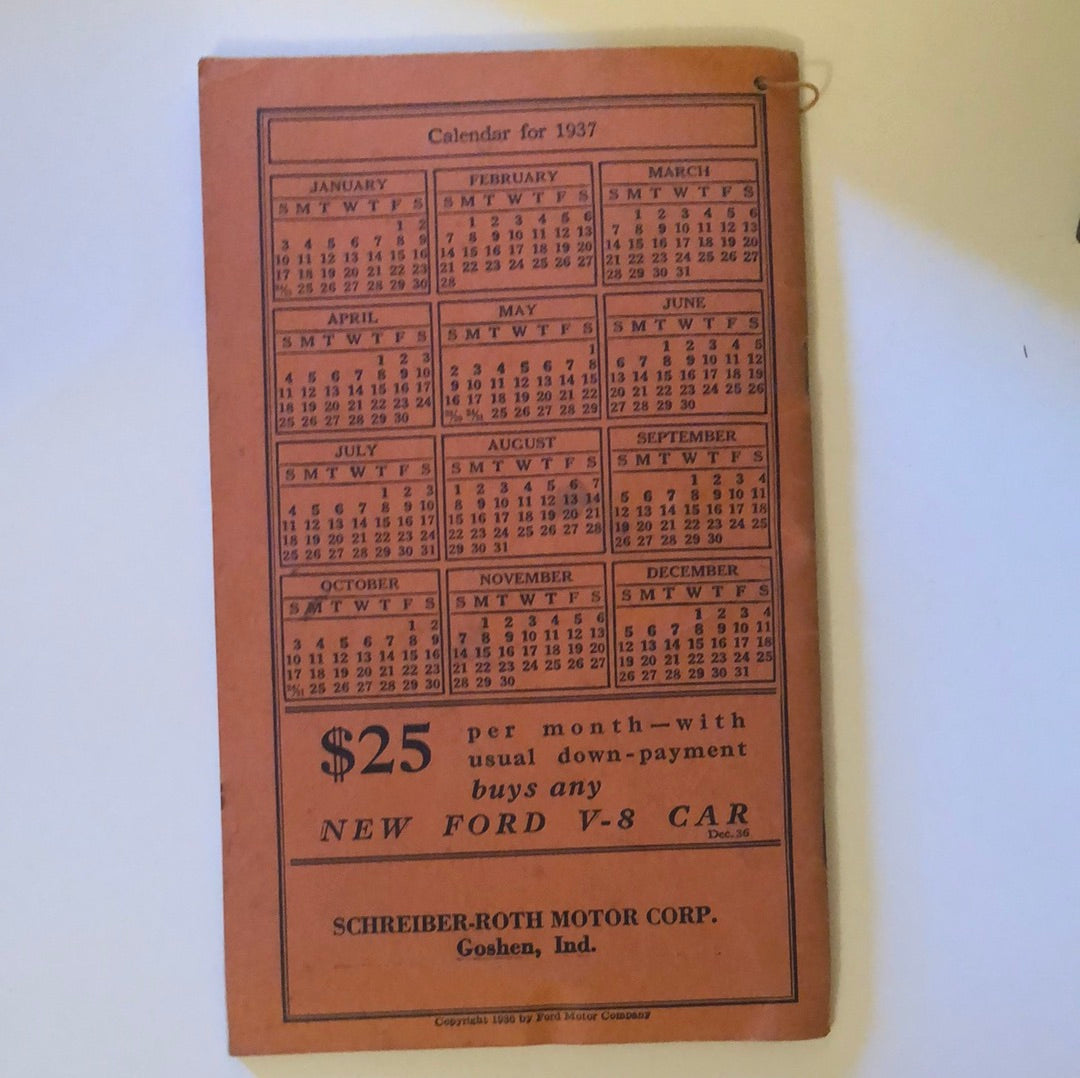 Calendar for 1937
JANUARY
S M T W T F S
1 2
3 4 5 6 7 8 9
10 11 12 13 14 15 16
17 18 19 20 21 22 23
24/31 25 26 27 28 29 30
FEBRUARY
S M T W T F S
1 2 3 4 5 6
7 8 9 10 11 12 13
14 15 16 17 18 19 20
21 22 23 24 25 26 27
28
MARCH
S M T W T F S
1 2 3 4 5 6
7 8 9 10 11 12 13
14 15 16 17 18 19 20
21 22 23 24 25 26 27
28 29 30 31
APRIL
S M T W T F S
1 2 3
4 5 6 7 8 9 10
11 12 13 14 15 16 17
18 19 20 21 22 23 24
25 26 27 28 29 30
MAY
S M T W T F S
1
2 3 4 5 6 7 8
9 10 11 12 13 14 15
16 17 18 19 20 21 22
23/30 24/31 25 26 27 28 29
JUNE
S M T W T F S
1 2 3 4 5
6 7 8 9 10 11 12
13 14 15 16 17 18 19
20 21 22 23 24 25 26
27 28 29 30
JULY
S M T W T F S
1 2 3
4 5 6 7 8 9 10
11 12 13 14 15 16 17
18 19 20 21 22 23 24
25 26 27 28 29 30 31
AUGUST
S M T W T F S
1 2 3 4 5 6 7
8 9 10 11 12 13 14
15 16 17 18 19 20 21
22 23 24 25 26 27 28
29 30 31
SEPTEMBER
S M T W T F S
1 2 3 4
5 6 7 8 9 10 11
12 13 14 15 16 17 18
19 20 21 22 23 24 25
26 27 28 29 30
OCTOBER
S M T W T F S
1 2
3 4 5 6 7 8 9
10 11 12 13 14 15 16
17 18 19 20 21 22 23
24/31 25 26 27 28 29 30
NOVEMBER
S M T W T F S
1 2 3 4 5 6
7 8 9 10 11 12 13
14 15 16 17 18 19 20
21 22 23 24 25 26 27
28 29 30
DECEMBER
S M T W T F S
1 2 3 4
5 6 7 8 9 10 11
12 13 14 15 16 17 18
19 20 21 22 23 24 25
26 27 28 29 30 31
$25 per month—with
usual down-payment
buys any
NEW FORD V-8 CAR
Dec. 36
SCHREIBER-ROTH MOTOR CORP.
Goshen, Ind.
Copyright 1936 by Ford Motor Company